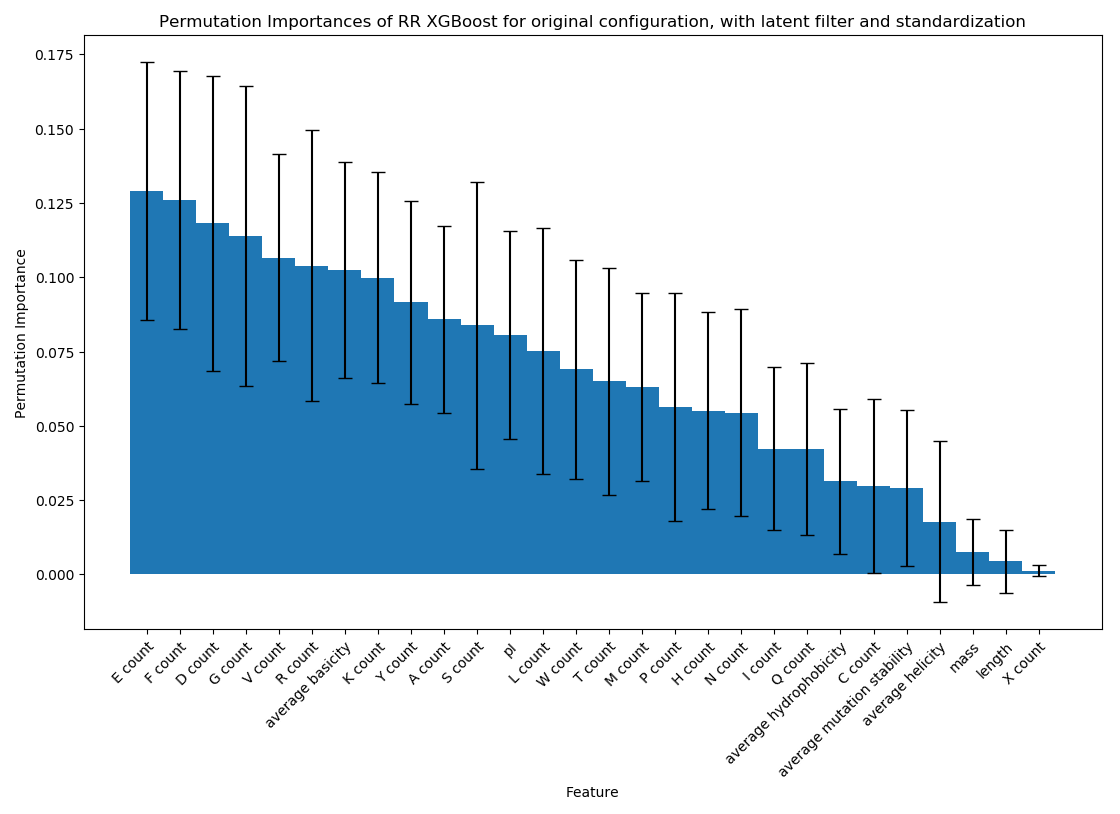 Permutation Importances of RR XGBoost for original configuration, with latent filter and standardization
0.175
0.150
0.125
0.100
0.075
0.050
0.025
0.000
Permutation Importance
E count
F count
D count
G count
V count
R count
average basicity
K count
Y count
A count
S count
pI
L count
W count
T count
M count
P count
H count
N count
I count
Q count
average hydrophobicity
C count
average mutation stability
average helicity
mass
length
X count
Feature